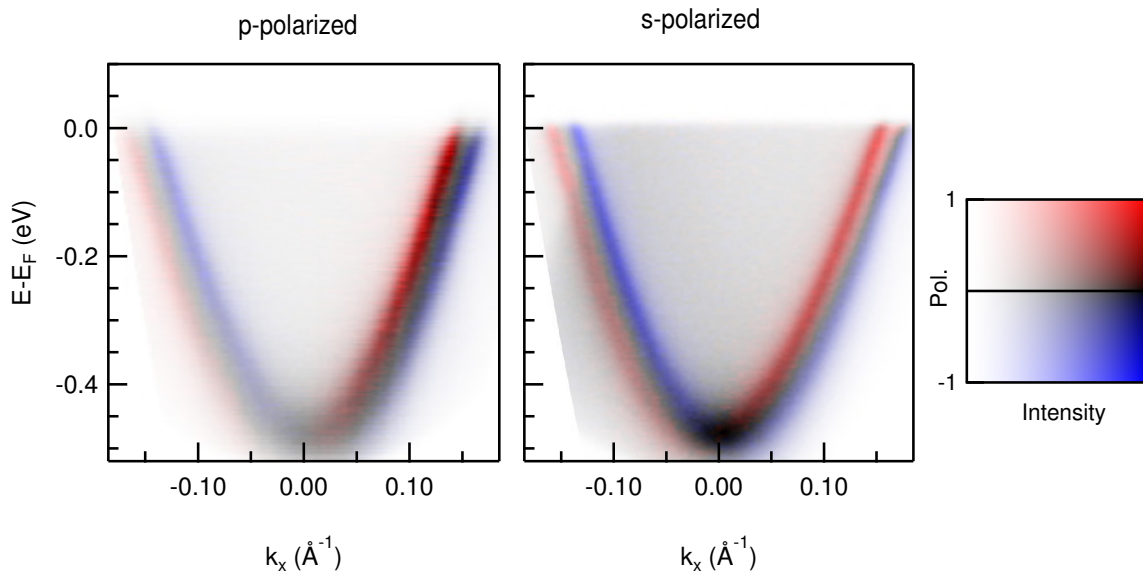 p-polarized
s-polarized
E-E_F (eV)
0.0
-0.2
-0.4
-0.10
0.00
0.10
k_x (Å^-1)
-0.10
0.00
0.10
k_x (Å^-1)
Pol.
1
-1
Intensity